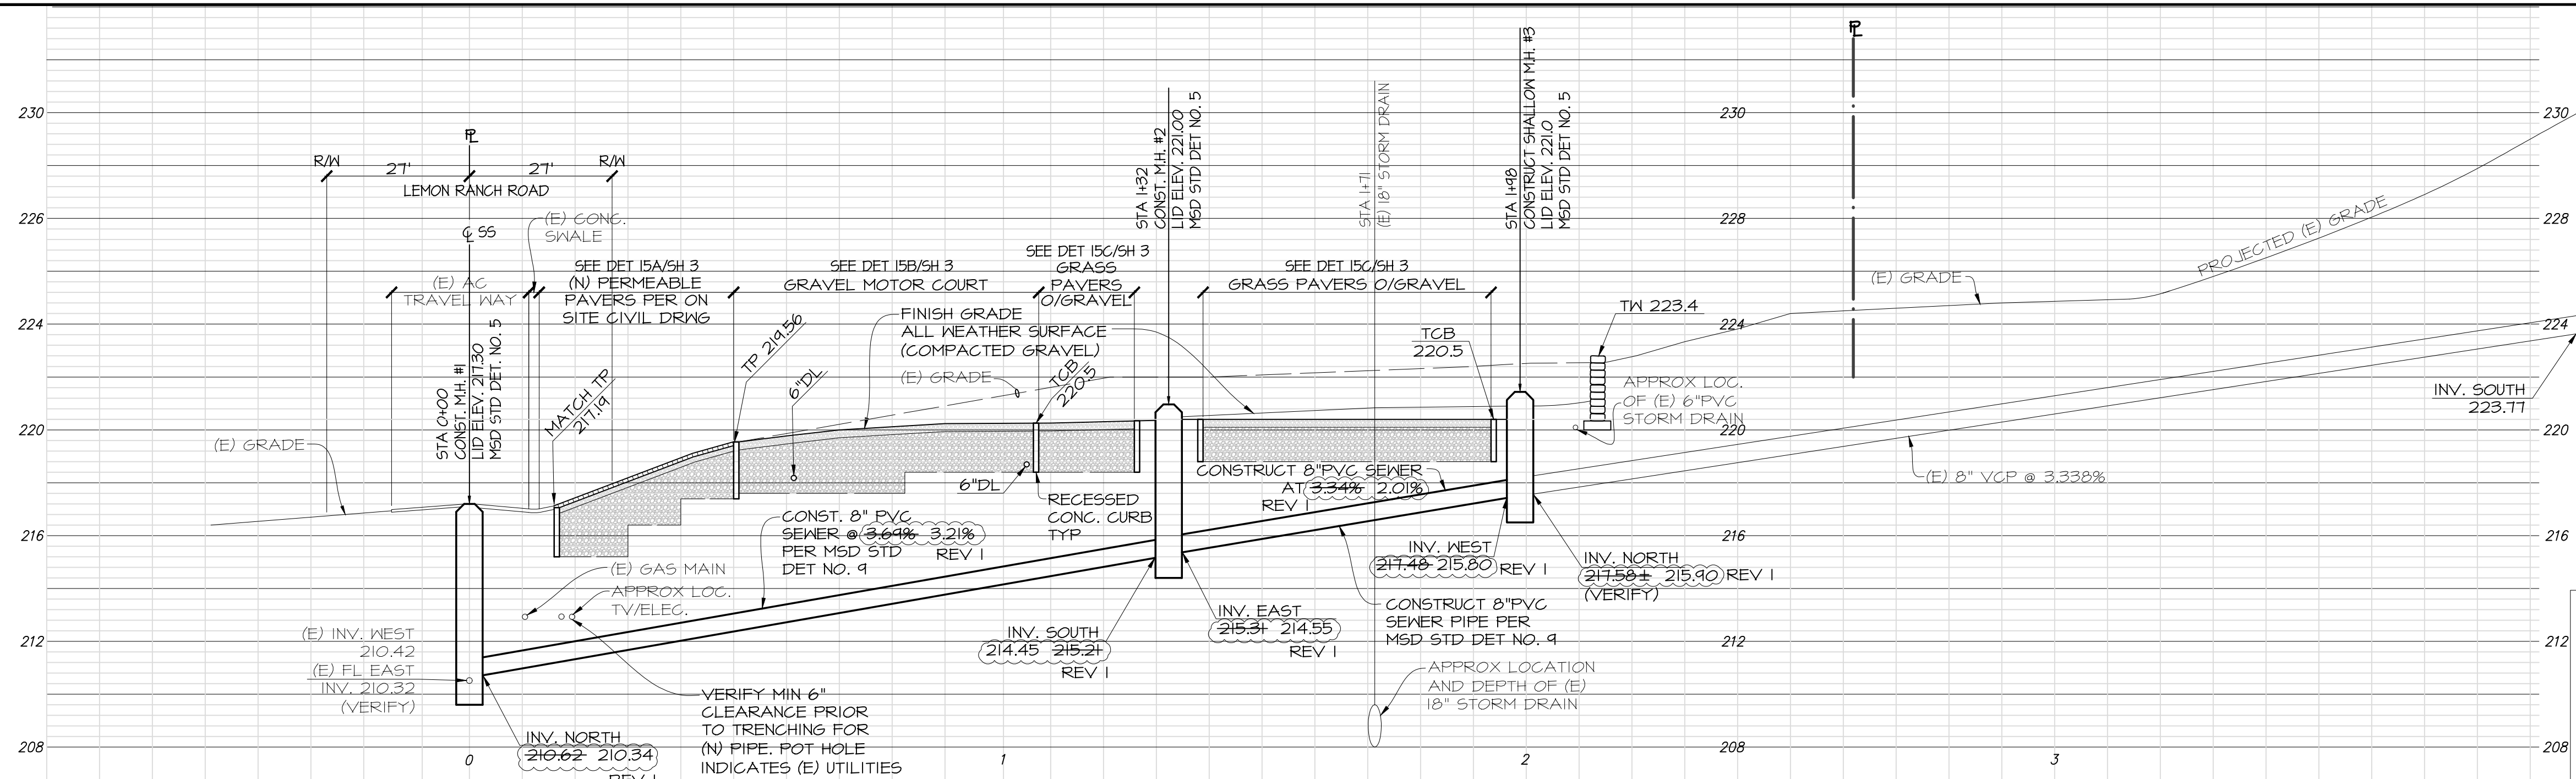 230
226
224
220
216
212
208
R/W
27'
PL
27'
R/W
LEMON RANCH ROAD
CL SS
(E) CONC.
SWALE
(E) AC
TRAVEL WAY
SEE DET 15A/SH 3
(N) PERMEABLE
PAVERS PER ON
SITE CIVIL DRWG
SEE DET 15B/SH 3
GRAVEL MOTOR COURT
SEE DET 15C/SH 3
GRASS
PAVERS
O/GRAVEL
SEE DET 15C/SH 3
GRASS PAVERS O/GRAVEL
STA 0+00
CONST. M.H. #1
LID ELEV. 217.30
MSD STD DET. NO. 5
MATCH TP
217.19
TP 219.56
6"DL
FINISH GRADE
ALL WEATHER SURFACE
(COMPACTED GRAVEL)
(E) GRADE
TCB
220.5
STA 1+32
CONST. M.H. #2
LID ELEV. 221.00
MSD STD DET NO. 5
STA 1+71
(E) 18" STORM DRAIN
STA 1+98
CONSTRUCT SHALLOW M.H. #3
LID ELEV. 221.0
MSD STD DET NO. 5
TCB
220.5
TW 223.4
APPROX LOC.
OF (E) 6"PVC
STORM DRAIN
PL
(E) GRADE
PROJECTED (E) GRADE
230
228
224
220
216
212
208
230
228
224
220
216
212
208
INV. SOUTH
223.77
(E) 8" VCP @ 3.338%
(E) GRADE
6"DL
RECESSED
CONC. CURB
TYP
CONSTRUCT 8"PVC SEWER
AT 3.34% 2.01%
REV 1
CONST. 8" PVC
SEWER @ 3.69% 3.21%
PER MSD STD REV 1
DET NO. 9
(E) GAS MAIN
APPROX LOC.
TV/ELEC.
INV. WEST
217.48 215.80 REV 1
INV. NORTH
217.58± 215.90 REV 1
(VERIFY)
CONSTRUCT 8"PVC
SEWER PIPE PER
MSD STD DET NO. 9
INV. EAST
215.31 214.55
REV 1
INV. SOUTH
214.45 215.21
REV 1
(E) INV. WEST
210.42
(E) FL EAST
INV. 210.32
(VERIFY)
APPROX LOCATION
AND DEPTH OF (E)
18" STORM DRAIN
VERIFY MIN 6"
CLEARANCE PRIOR
TO TRENCHING FOR
(N) PIPE. POT HOLE
INDICATES (E) UTILITIES
INV. NORTH
210.62 210.34
REV 1
0
1
2
3